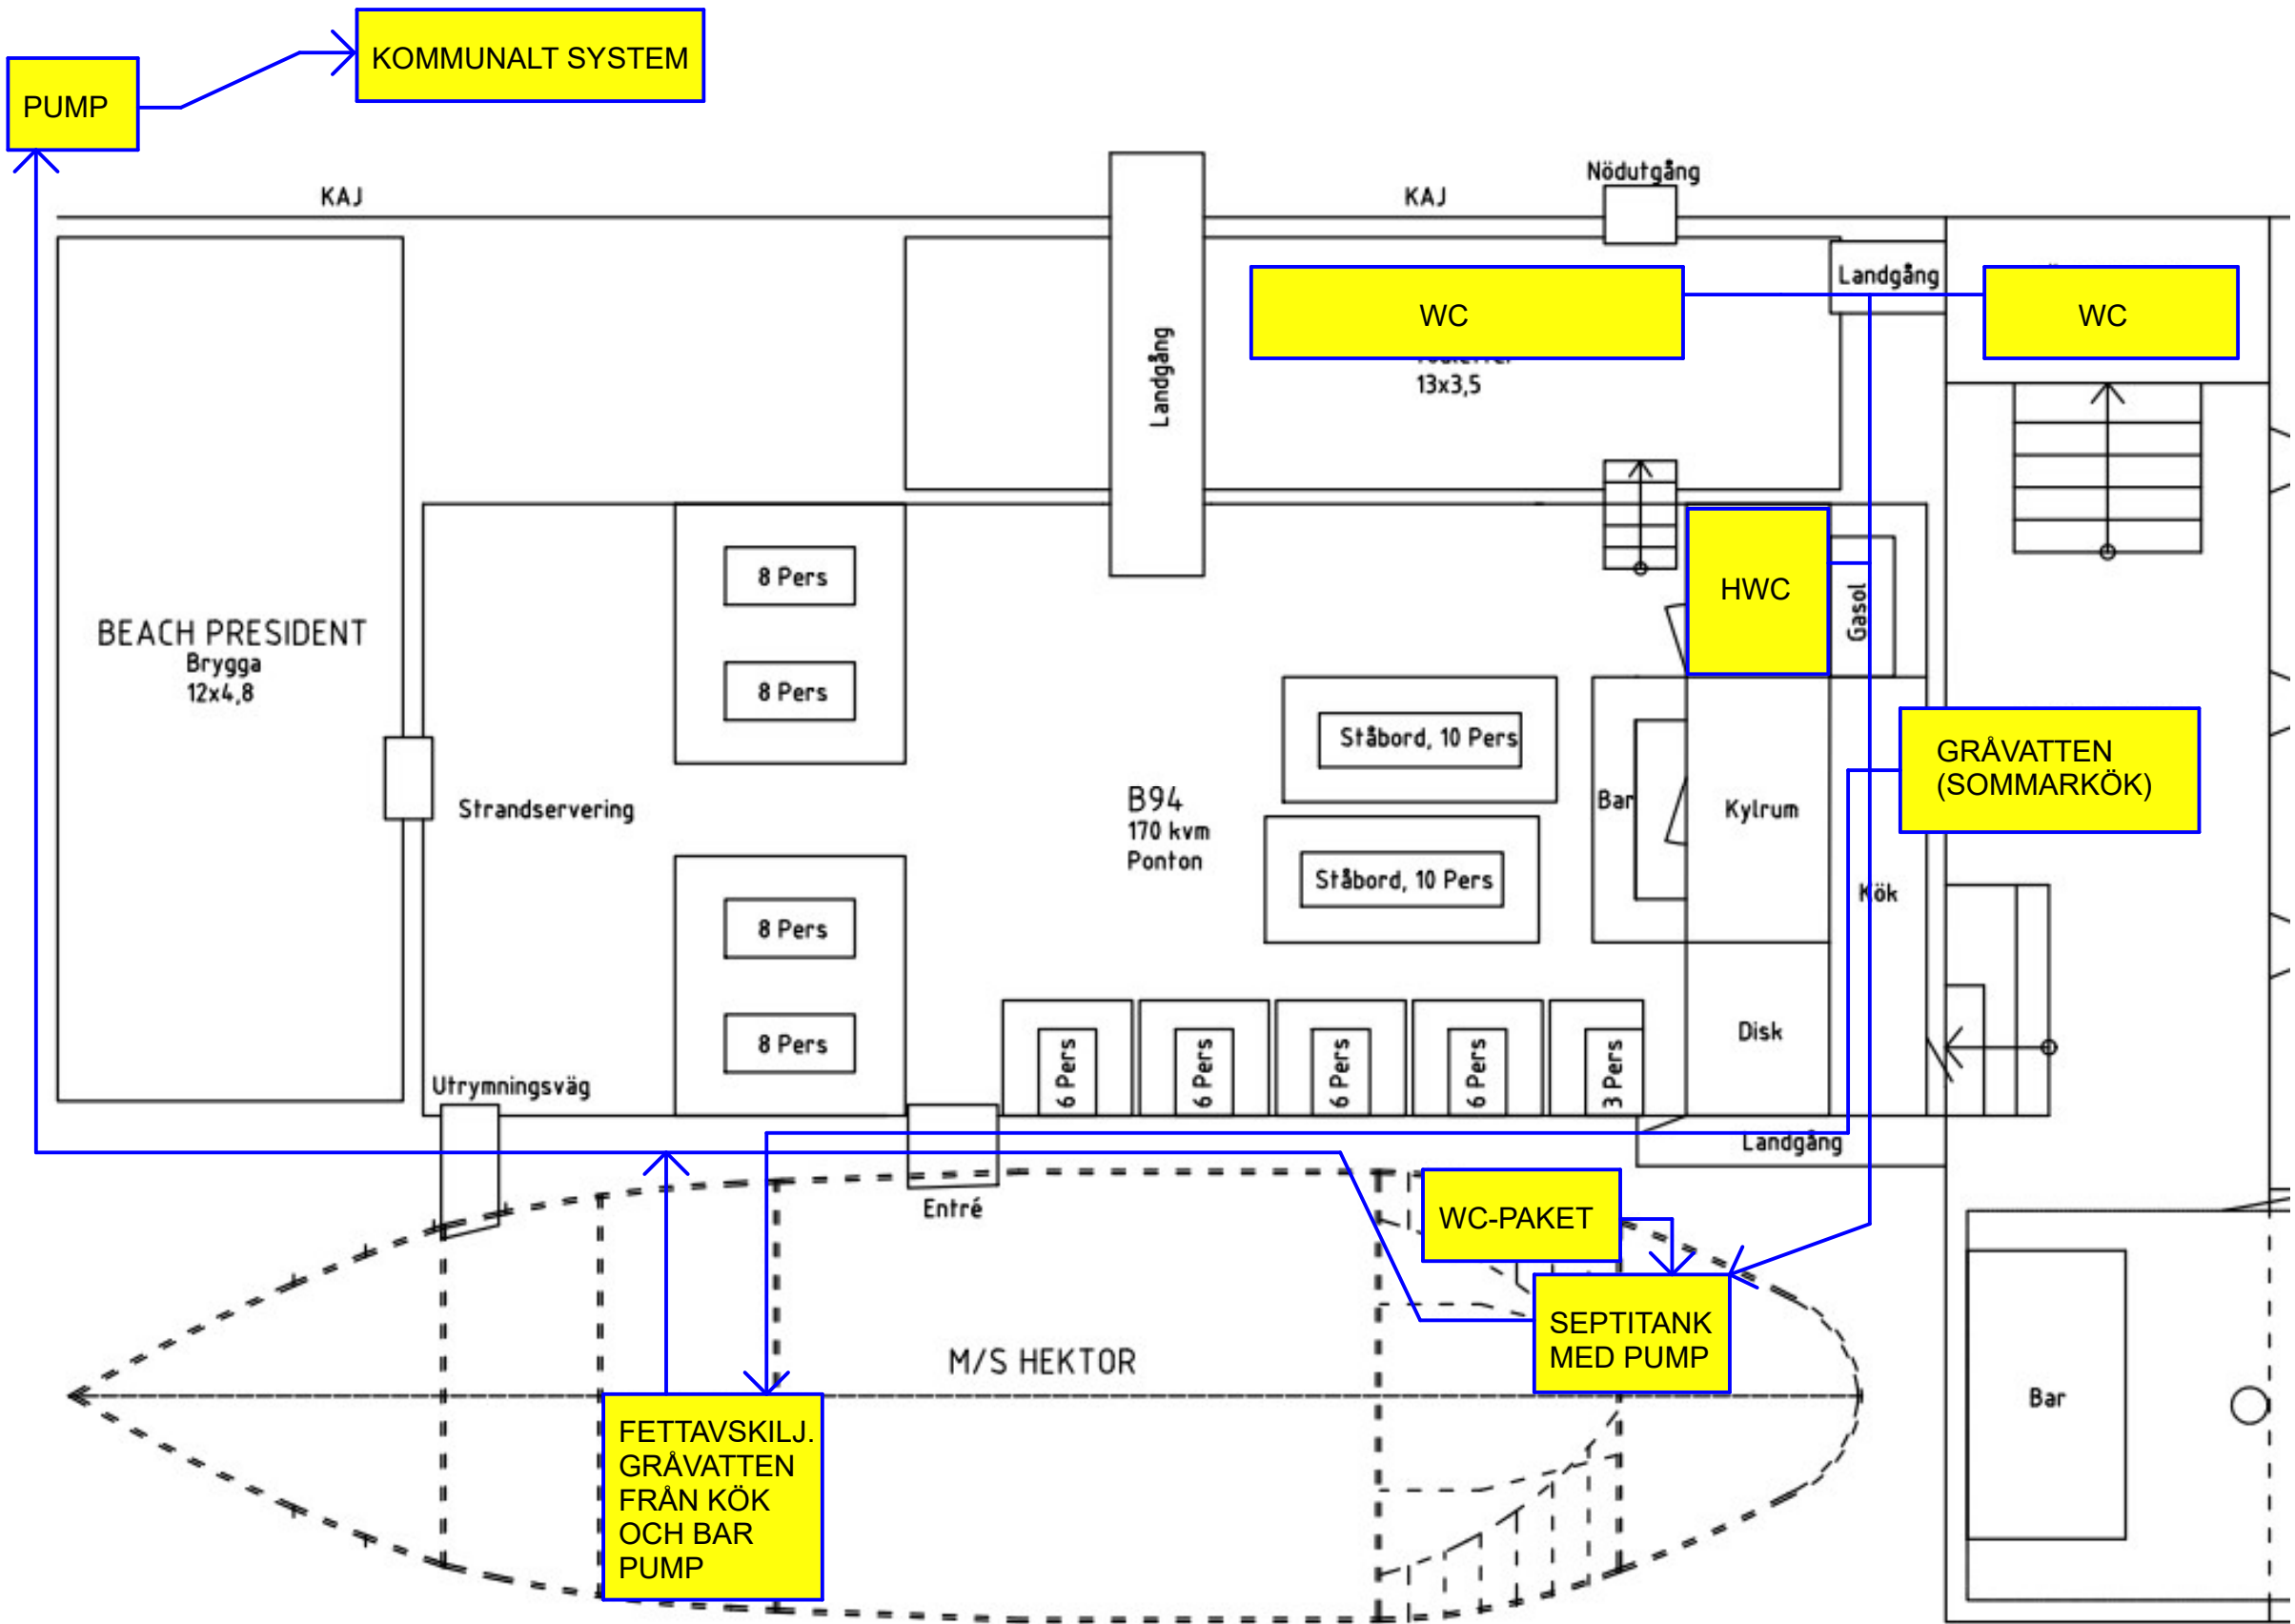 KOMMUNALT SYSTEM
PUMP
Nödutgång
KAJ
KAJ
Landgång
WC
WC
13x3,5
Landgång
8 Pers
HWC
Gasol
BEACH PRESIDENT
Brygga
12x4,8
8 Pers
Ståbord, 10 Pers
GRÅVATTEN
(SOMMARKÖK)
Strandservering
B94
170 kvm
Ponton
Bar
Kylrum
Ståbord, 10 Pers
Kök
8 Pers
8 Pers
Disk
6 Pers
6 Pers
6 Pers
6 Pers
3 Pers
Utrymningsväg
Landgång
Entré
WC-PAKET
SEPTITANK
MED PUMP
M/S HEKTOR
Bar
FETTAVSKILJ.
GRÅVATTEN
FRÅN KÖK
OCH BAR
PUMP